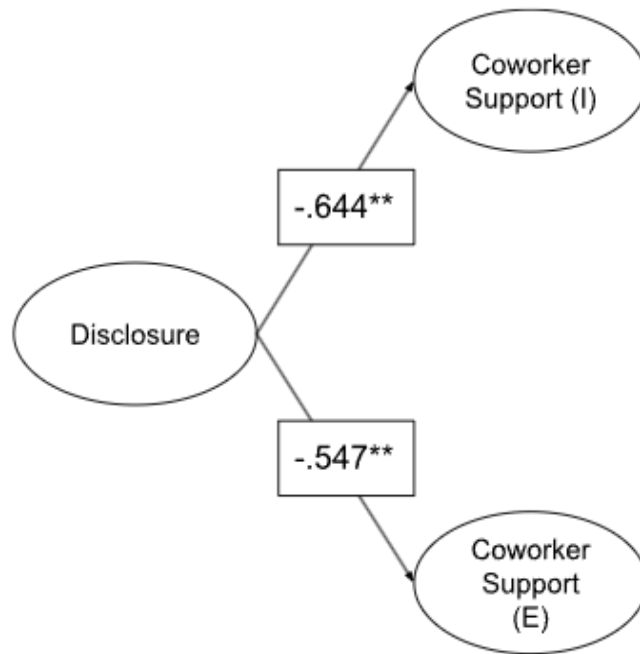 Coworker
Support (I)
-.644**
Disclosure
-.547**
Coworker
Support
(E)